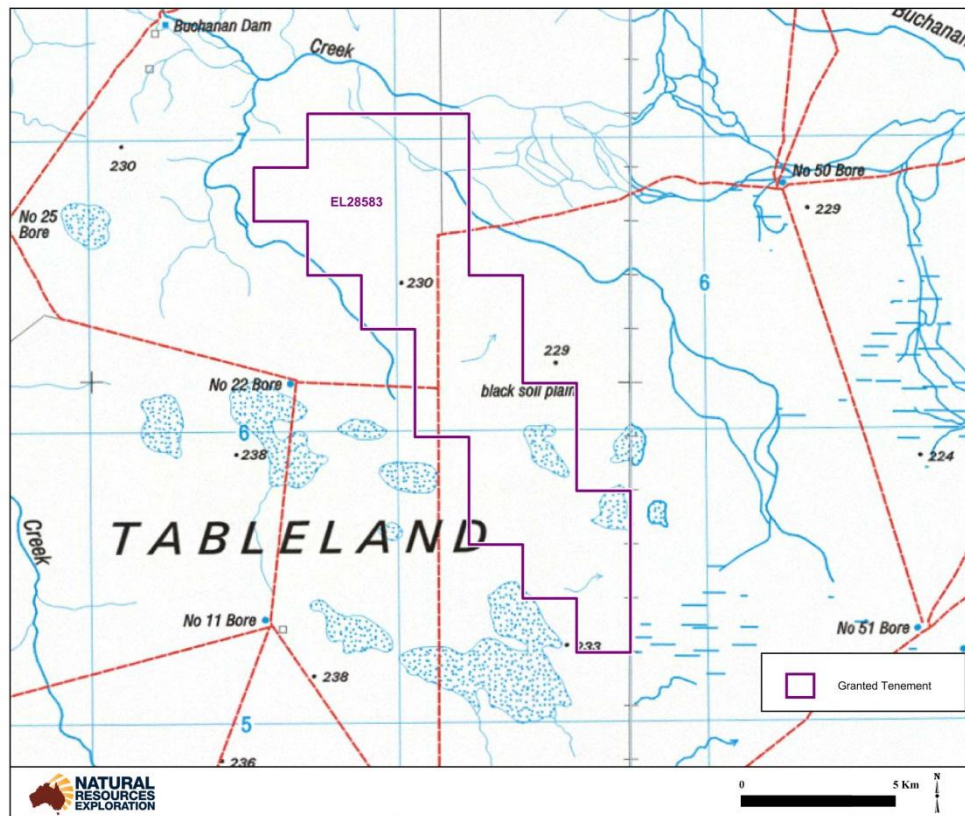 Buchanan Dam
Creek
Buchanan
7
230
No 50 Bore
EL28583
229
No 25
Bore
230
6
229
No 22 Bore
black soil plain
6
238
224
TABLELAND
Creek
No 11 Bore
No 51 Bore
233
238
Granted Tenement
5
236
NATURAL
RESOURCES
EXPLORATION
0 5 Km
N